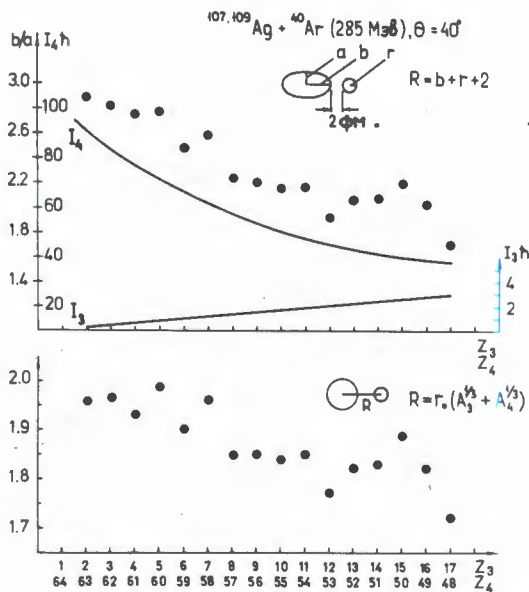 107,109Ag + 40Ar (285 Мэв), θ = 40°
b/a I₄ħ
a b r
R = b + r + 2
2 ФМ.
3.0
100
2.6
80
2.2
60
1.8
40
1.4
20
I₄
I₃
I₃ħ
4
2
Z₃
Z₄
2.0
1.9
1.8
1.7
R
R = r₀(A₃^1/3 + A₄^1/3)
1 2 3 4 5 6 7 8 9 10 11 12 13 14 15 16 17 Z₃
64 63 62 61 60 59 58 57 56 55 54 53 52 51 50 49 48 Z₄